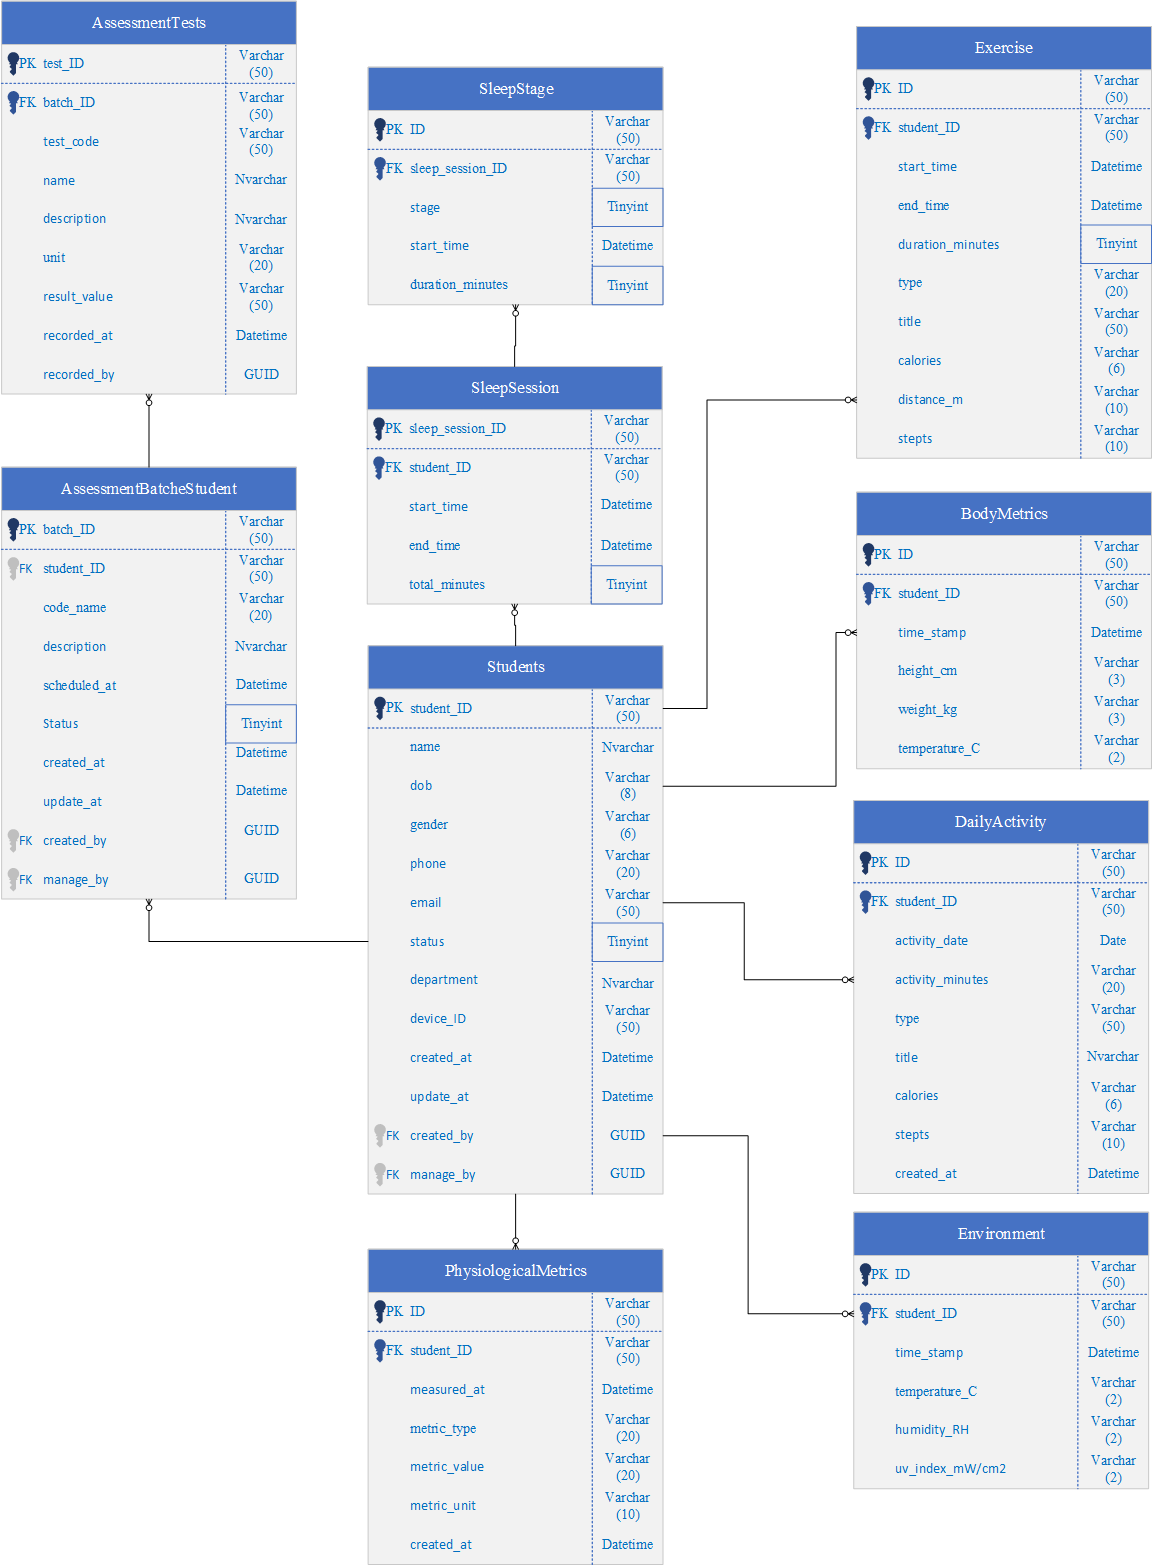 AssessmentTests
PK test_ID Varchar
(50)
FK batch_ID Varchar
(50)
test_code Varchar
(50)
name Nvarchar
description Nvarchar
unit Varchar
(20)
result_value Varchar
(50)
recorded_at Datetime
recorded_by GUID
AssessmentBatcheStudent
PK batch_ID Varchar
(50)
FK student_ID Varchar
(50)
code_name Varchar
(20)
description Nvarchar
scheduled_at Datetime
Status Tinyint
created_at Datetime
update_at Datetime
FK created_by GUID
FK manage_by GUID
SleepStage
PK ID Varchar
(50)
FK sleep_session_ID Varchar
(50)
stage Tinyint
start_time Datetime
duration_minutes Tinyint
SleepSession
PK sleep_session_ID Varchar
(50)
FK student_ID Varchar
(50)
start_time Datetime
end_time Datetime
total_minutes Tinyint
Students
PK student_ID Varchar
(50)
name Nvarchar
dob Varchar
(8)
gender Varchar
(6)
phone Varchar
(20)
email Varchar
(50)
status Tinyint
department Nvarchar
device_ID Varchar
(50)
created_at Datetime
update_at Datetime
FK created_by GUID
FK manage_by GUID
PhysiologicalMetrics
PK ID Varchar
(50)
FK student_ID Varchar
(50)
measured_at Datetime
metric_type Varchar
(20)
metric_value Varchar
(20)
metric_unit Varchar
(10)
created_at Datetime
Exercise
PK ID Varchar
(50)
FK student_ID Varchar
(50)
start_time Datetime
end_time Datetime
duration_minutes Tinyint
type Varchar
(20)
title Varchar
(50)
calories Varchar
(6)
distance_m Varchar
(10)
stepts Varchar
(10)
BodyMetrics
PK ID Varchar
(50)
FK student_ID Varchar
(50)
time_stamp Datetime
height_cm Varchar
(3)
weight_kg Varchar
(3)
temperature_C Varchar
(2)
DailyActivity
PK ID Varchar
(50)
FK student_ID Varchar
(50)
activity_date Date
activity_minutes Varchar
(20)
type Varchar
(50)
title Nvarchar
calories Varchar
(6)
stepts Varchar
(10)
created_at Datetime
Environment
PK ID Varchar
(50)
FK student_ID Varchar
(50)
time_stamp Datetime
temperature_C Varchar
(2)
humidity_RH Varchar
(2)
uv_index_mW/cm2 Varchar
(2)